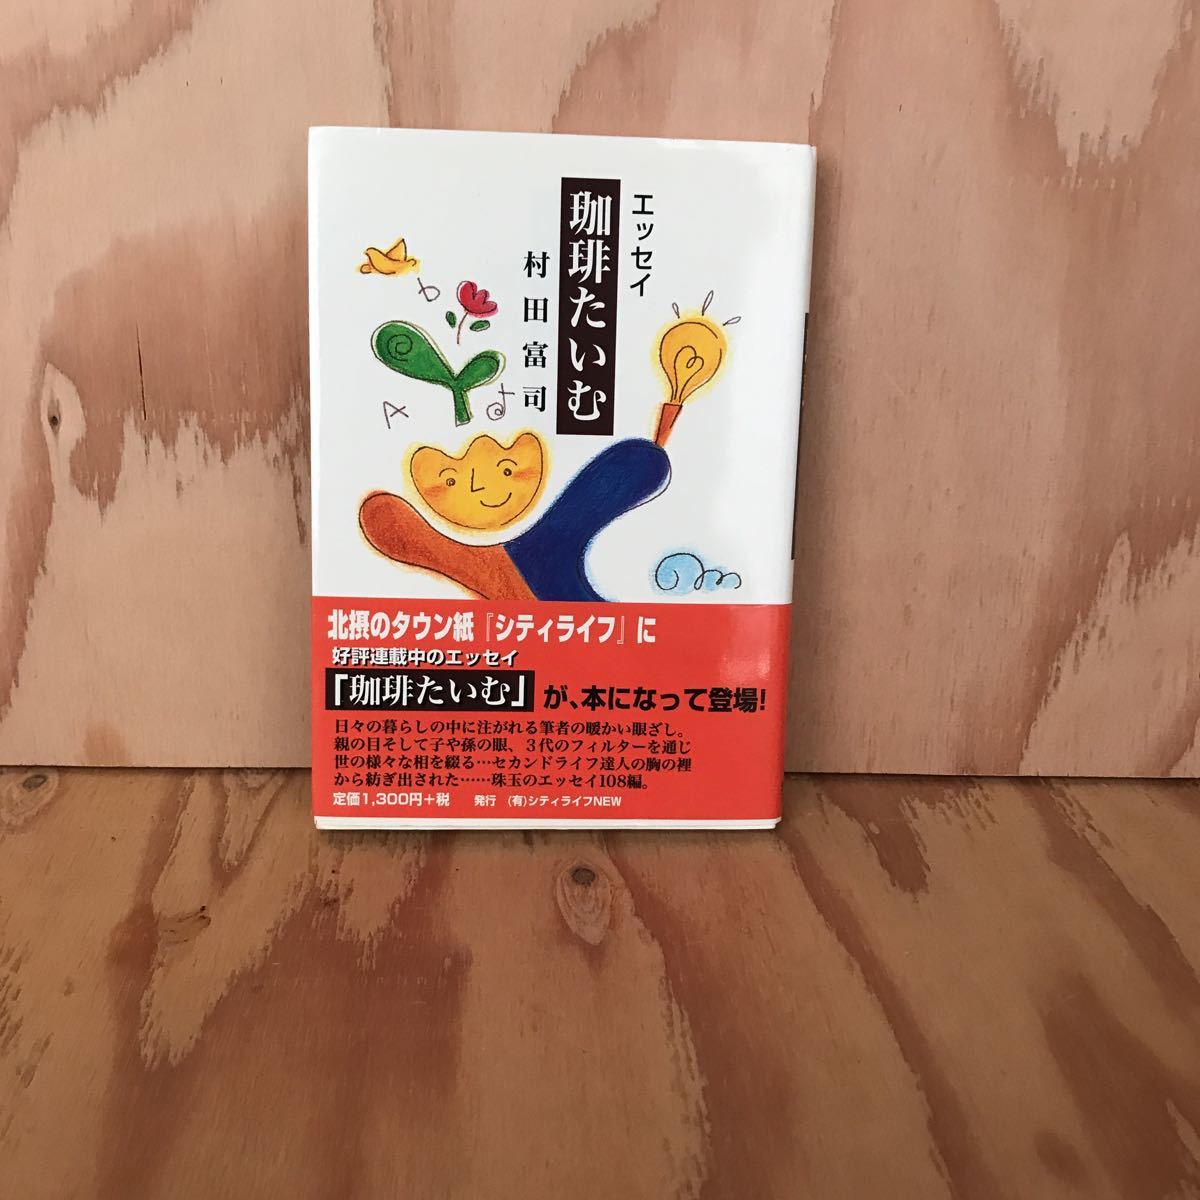 エッセイ
珈琲たいむ
村田富司
b
A
す
北摂のタウン紙『シティライフ』に
好評連載中のエッセイ
「珈琲たいむ」が、本になって登場!
日々の暮らしの中に注がれる筆者の暖かい眼ざし。
親の目そして子や孫の眼、３代のフィルターを通じ
世の様々な相を綴る…セカンドライフ達人の胸の裡
から紡ぎ出された……珠玉のエッセイ108編。
定価1,300円+税　発行　(有)シティライフNEW